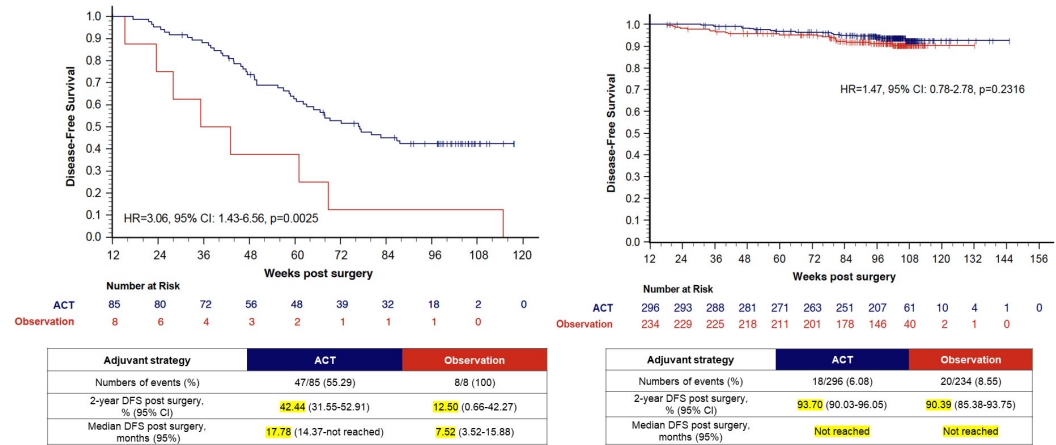 Disease-Free Survival
1.0
0.9
0.8
0.7
0.6
0.5
0.4
0.3
0.2
0.1
0.0
HR=3.06, 95% CI: 1.43-6.56, p=0.0025
12 24 36 48 60 72 84 96 108 120
Weeks post surgery
Number at Risk
ACT 85 80 72 56 48 39 32 18 2 0
Observation 8 6 4 3 2 1 1 1 0
Adjuvant strategy ACT Observation
Numbers of events (%) 47/85 (55.29) 8/8 (100)
2-year DFS post surgery, % (95% CI) 42.44 (31.55-52.91) 12.50 (0.66-42.27)
Median DFS post surgery, months (95%) 17.78 (14.37-not reached) 7.52 (3.52-15.88)
Disease-Free Survival
1.0
0.9
0.8
0.7
0.6
0.5
0.4
0.3
0.2
0.1
0.0
HR=1.47, 95% CI: 0.78-2.78, p=0.2316
12 24 36 48 60 72 84 96 108 120 132 144 156
Weeks post surgery
Number at Risk
ACT 296 293 288 281 271 263 251 207 61 10 4 1 0
Observation 234 229 225 218 211 201 178 146 40 2 1 0
Adjuvant strategy ACT Observation
Numbers of events (%) 18/296 (6.08) 20/234 (8.55)
2-year DFS post surgery, % (95% CI) 93.70 (90.03-96.05) 90.39 (85.38-93.75)
Median DFS post surgery, months (95%) Not reached Not reached